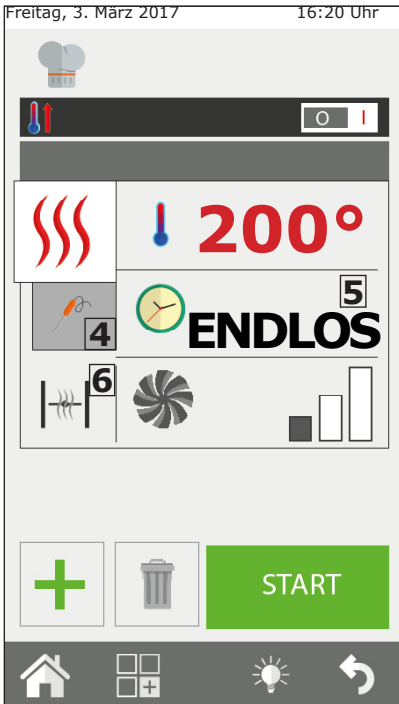 Freitag, 3. März 2017 16:20 Uhr
O I
200°
5
ENDLOS
4
6
START